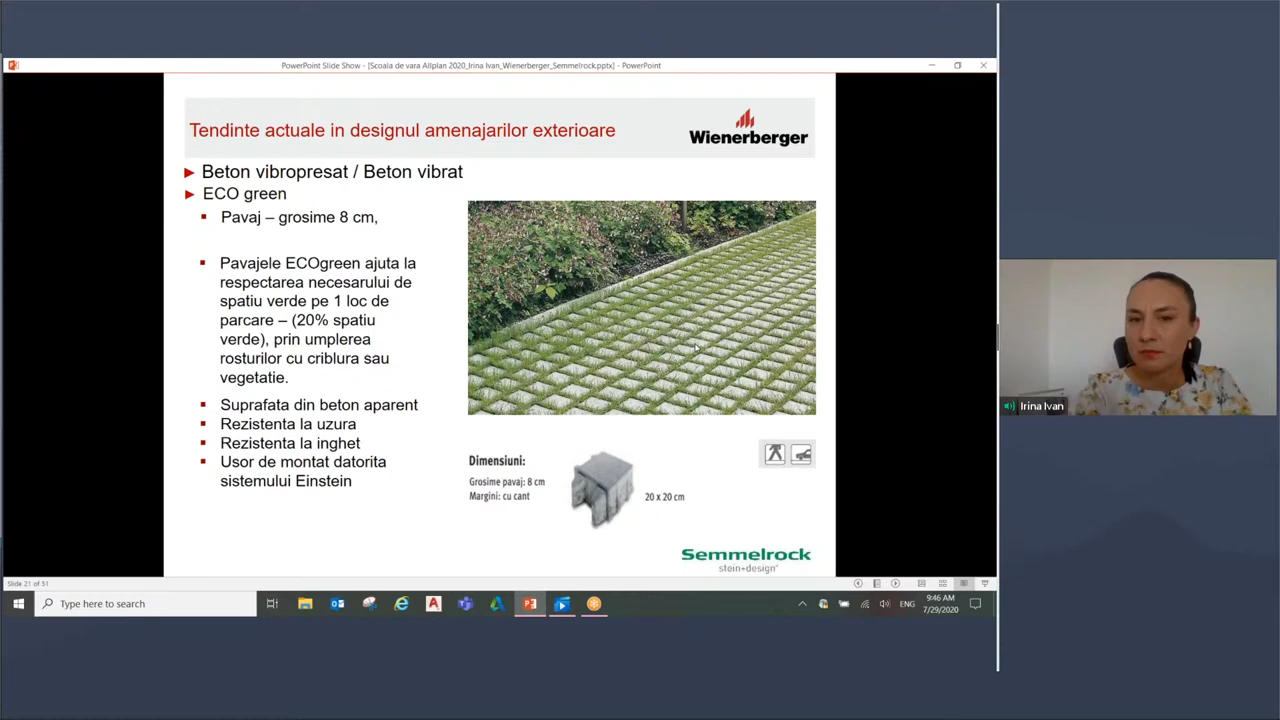 PowerPoint Slide Show - [Scoala de vara Allplan 2020_Irina Ivan_Wienerberger_Semmelrock.pptx] - PowerPoint
Tendinte actuale in designul amenajarilor exterioare
Wienerberger
Beton vibropresat / Beton vibrat
ECO green
Pavaj – grosime 8 cm,
Pavajele ECOgreen ajuta la
respectarea necesarului de
spatiu verde pe 1 loc de
parcare – (20% spatiu
verde), prin umplerea
rosturilor cu criblura sau
vegetatie.
Suprafata din beton aparent
Rezistenta la uzura
Rezistenta la inghet
Usor de montat datorita
sistemului Einstein
Dimensiuni:
Grosime pavaj: 8 cm
Margini: cu cant
20 x 20 cm
Semmelrock
stein+design®
Irina Ivan
Slide 21 of 51
Type here to search
ENG
9:46 AM
7/29/2020